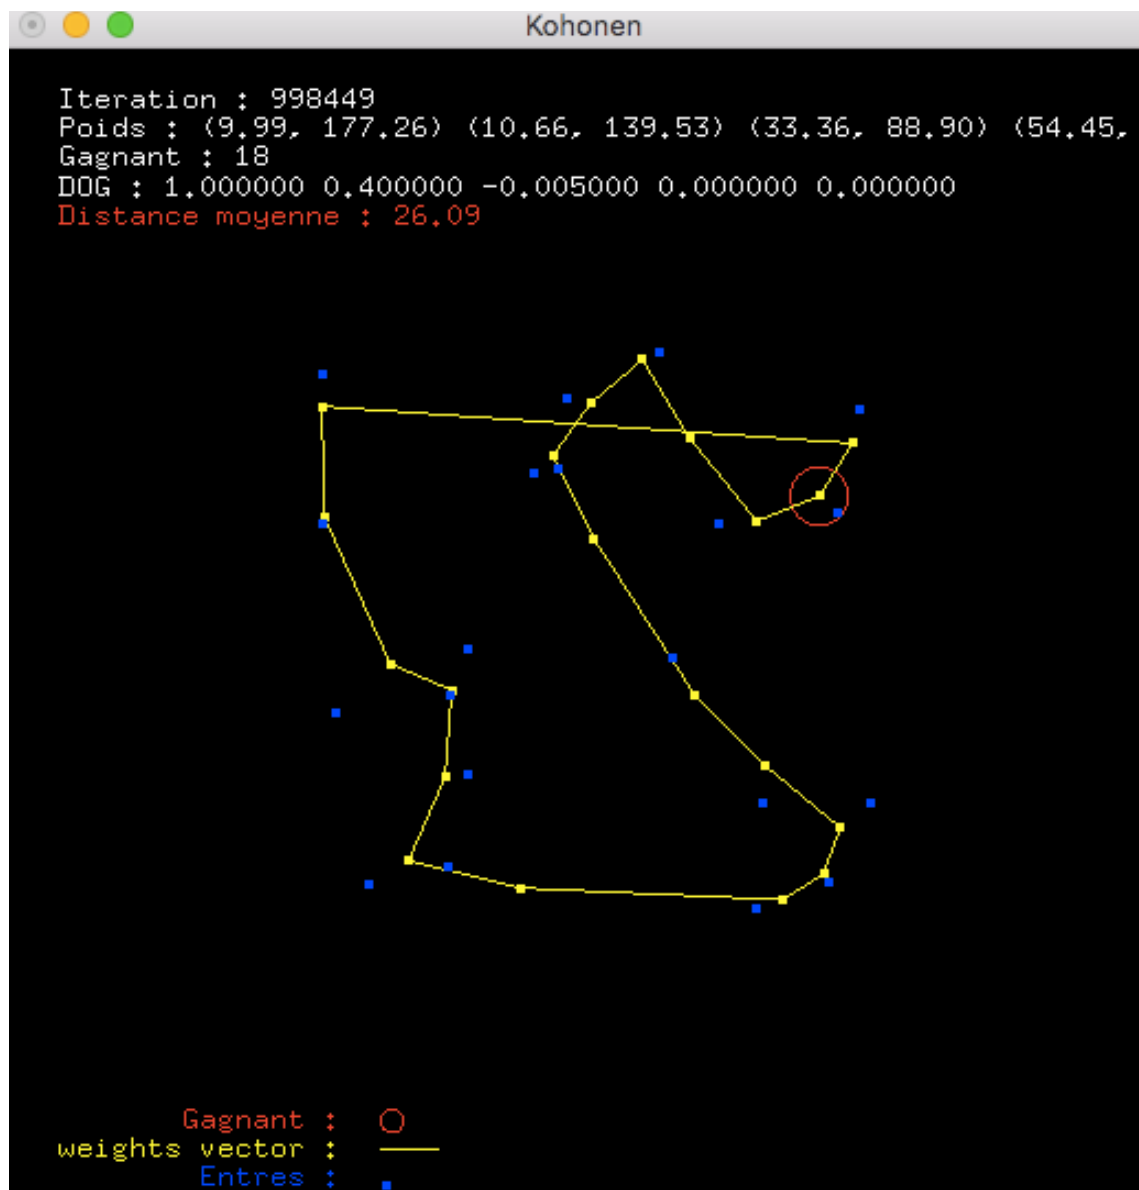 Kohonen
Iteration : 998449
Poids : (9.99, 177.26) (10.66, 139.53) (33.36, 88.90) (54.45,
Gagnant : 18
DOG : 1.000000 0.400000 -0.005000 0.000000 0.000000
Distance moyenne : 26.09
Gagnant :
weights vector :
Entres :